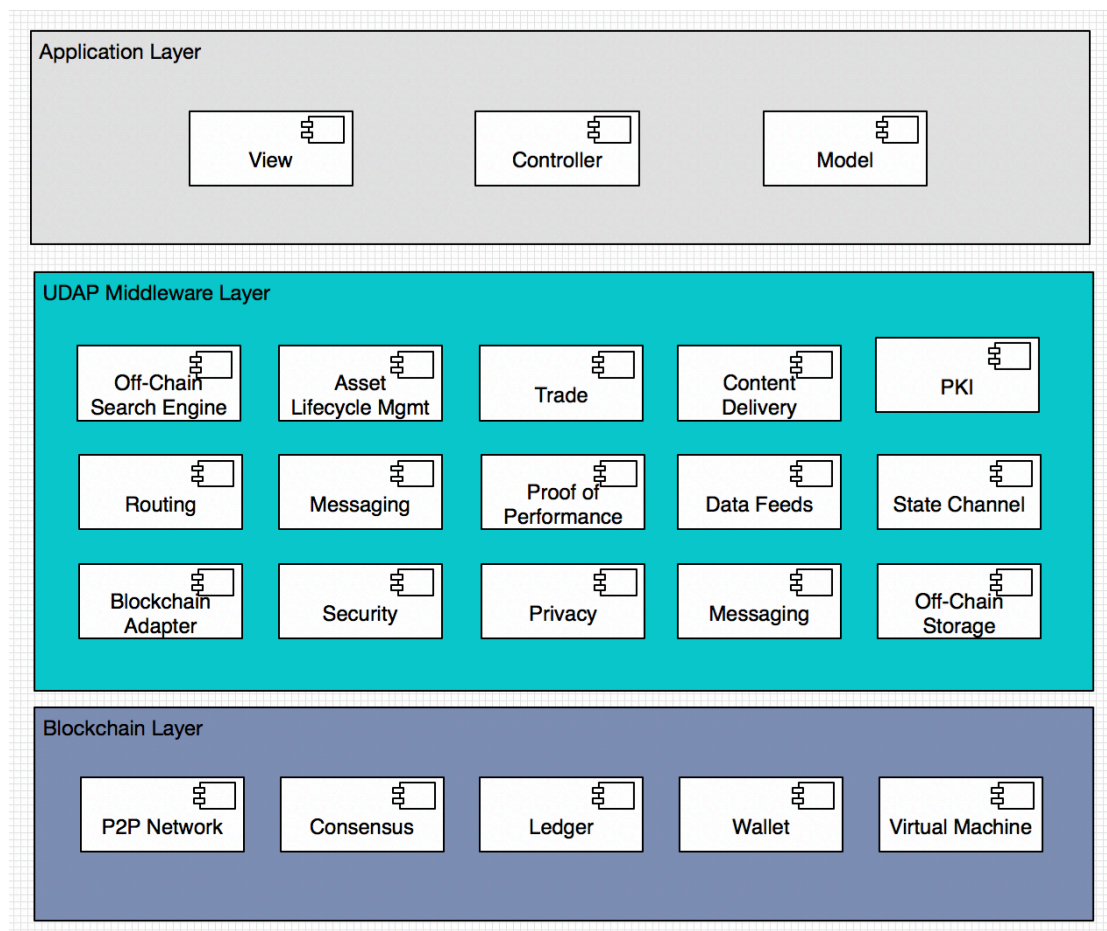 Application Layer
View
Controller
Model
UDAP Middleware Layer
Off-Chain
Search Engine
Asset
Lifecycle Mgmt
Trade
Content
Delivery
PKI
Routing
Messaging
Proof of
Performance
Data Feeds
State Channel
Blockchain
Adapter
Security
Privacy
Messaging
Off-Chain
Storage
Blockchain Layer
P2P Network
Consensus
Ledger
Wallet
Virtual Machine